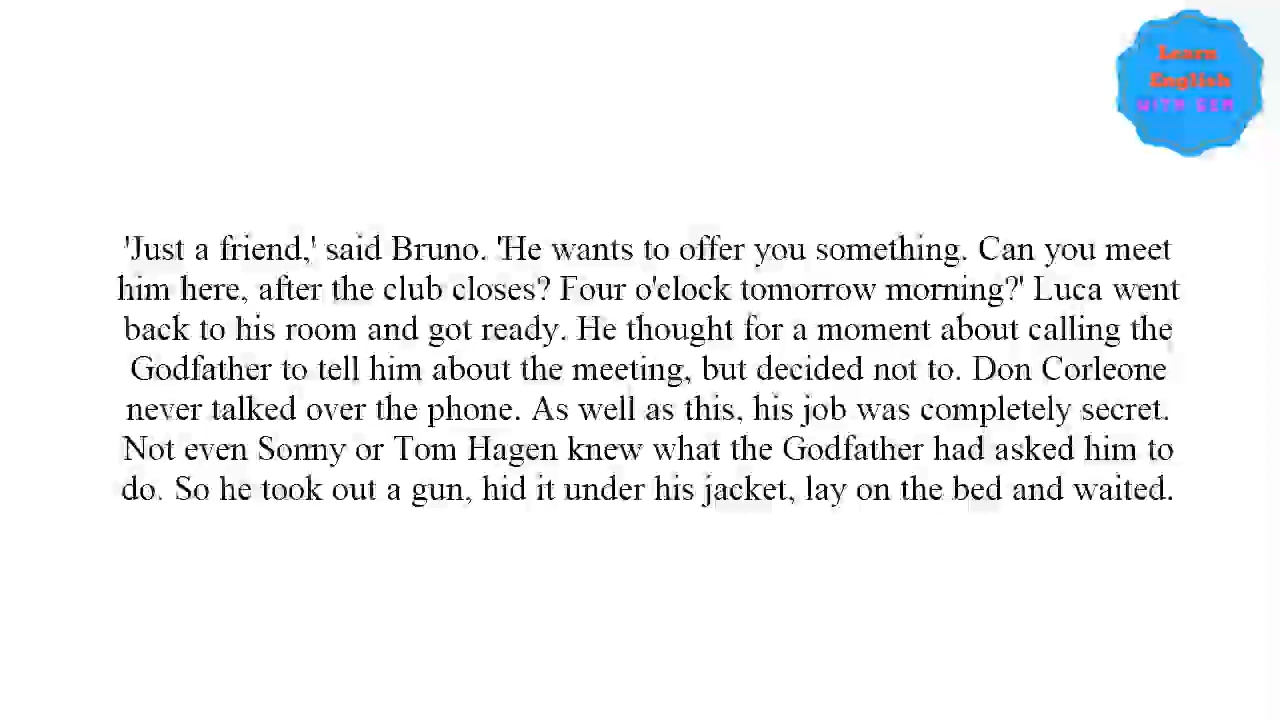 Learn
English
WITH GEM
'Just a friend,' said Bruno. 'He wants to offer you something. Can you meet
him here, after the club closes? Four o'clock tomorrow morning?' Luca went
back to his room and got ready. He thought for a moment about calling the
Godfather to tell him about the meeting, but decided not to. Don Corleone
never talked over the phone. As well as this, his job was completely secret.
Not even Sonny or Tom Hagen knew what the Godfather had asked him to
do. So he took out a gun, hid it under his jacket, lay on the bed and waited.